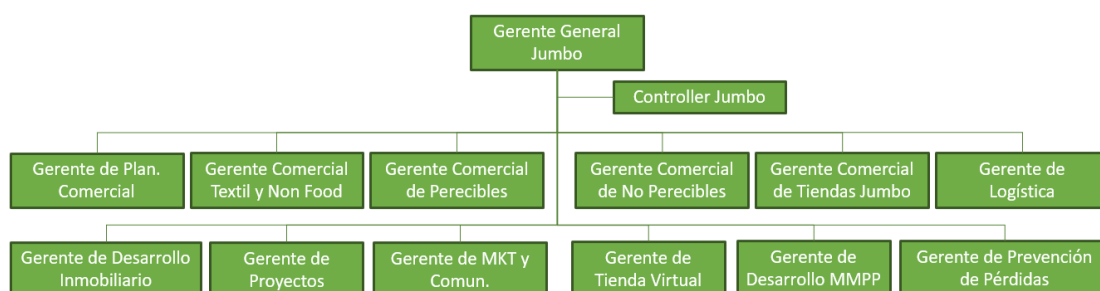 Gerente General
Jumbo
Controller Jumbo
Gerente de Plan.
Comercial
Gerente Comercial
Textil y Non Food
Gerente Comercial
de Perecibles
Gerente Comercial
de No Perecibles
Gerente Comercial
de Tiendas Jumbo
Gerente de
Logística
Gerente de Desarrollo
Inmobiliario
Gerente de
Proyectos
Gerente de MKT y
Comun.
Gerente de
Tienda Virtual
Gerente de
Desarrollo MMPP
Gerente de Prevención
de Pérdidas